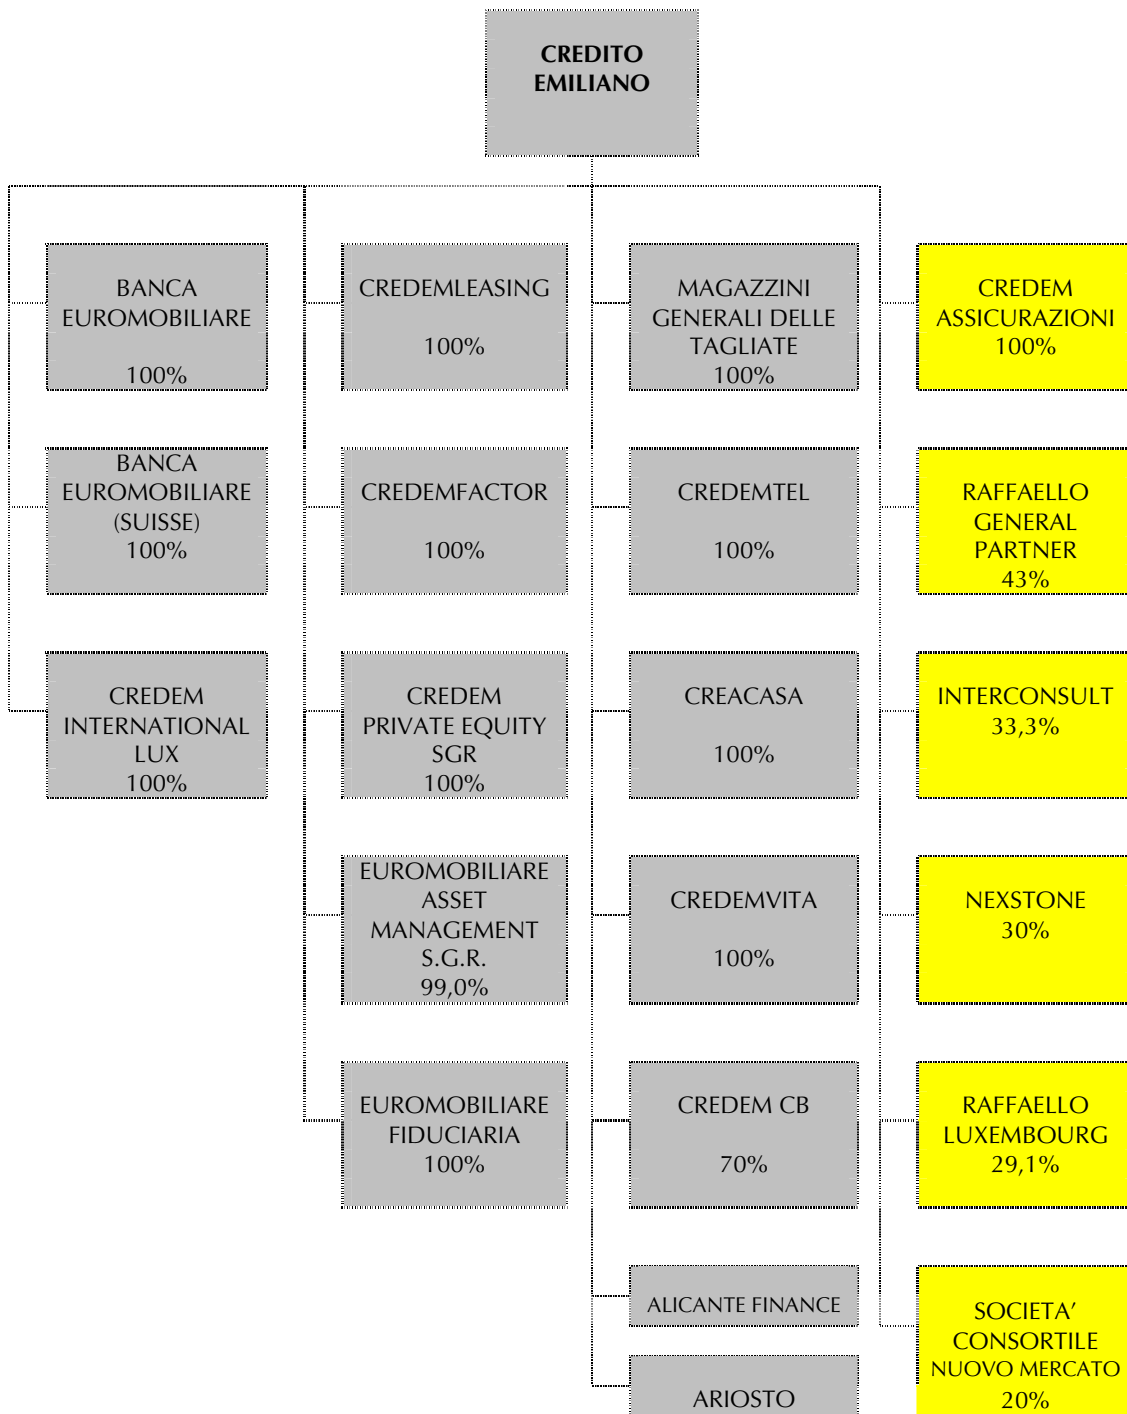 CREDITO
EMILIANO
BANCA
EUROMOBILIARE
100%
CREDEMLEASING
100%
MAGAZZINI
GENERALI DELLE
TAGLIATE
100%
CREDEM
ASSICURAZIONI
100%
BANCA
EUROMOBILIARE
(SUISSE)
100%
CREDEMFACTOR
100%
CREDEMTEL
100%
RAFFAELLO
GENERAL
PARTNER
43%
CREDEM
INTERNATIONAL
LUX
100%
CREDEM
PRIVATE EQUITY
SGR
100%
CREACASA
100%
INTERCONSULT
33,3%
EUROMOBILIARE
ASSET
MANAGEMENT
S.G.R.
99,0%
CREDEMVITA
100%
NEXSTONE
30%
EUROMOBILIARE
FIDUCIARIA
100%
CREDEM CB
70%
RAFFAELLO
LUXEMBOURG
29,1%
ALICANTE FINANCE
SOCIETA’
CONSORTILE
NUOVO MERCATO
20%
ARIOSTO